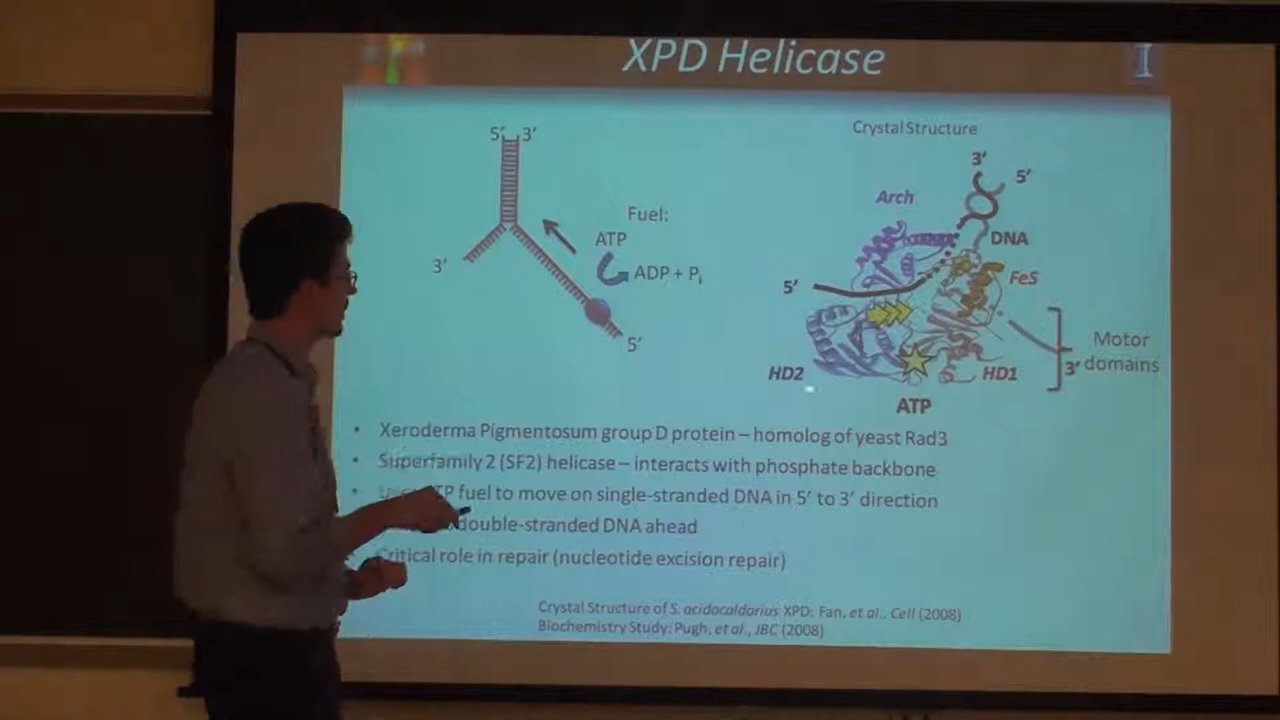 XPD Helicase
I
5' 3'
3'
Fuel:
ATP
ADP + Pi
5'
Crystal Structure
3'
5'
Arch
DNA
FeS
5'
Motor
domains
3'
HD2
HD1
ATP
• Xeroderma Pigmentosum group D protein – homolog of yeast Rad3
• Superfamily 2 (SF2) helicase – interacts with phosphate backbone
• fuel to move on single-stranded DNA in 5' to 3' direction
double-stranded DNA ahead
Critical role in repair (nucleotide excision repair)
Crystal Structure of S. acidocaldarius XPD: Fan, et al., Cell (2008)
Biochemistry Study: Pugh, et al., JBC (2008)